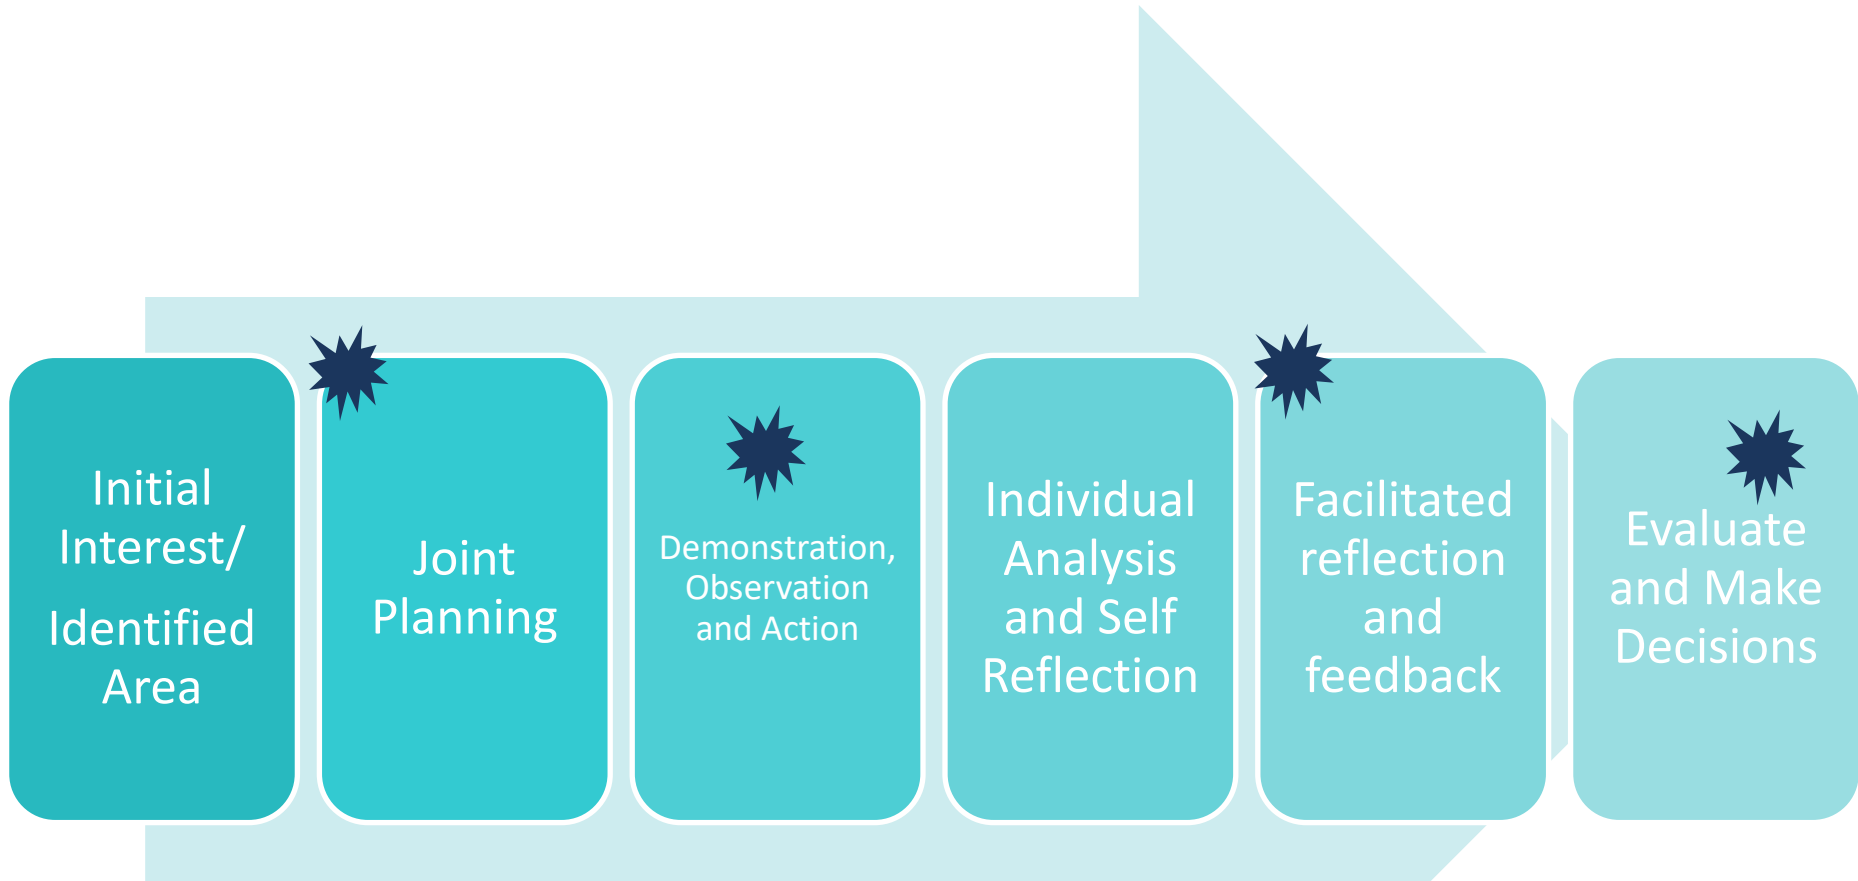 Initial
Interest/
Identified
Area
Joint
Planning
Demonstration,
Observation
and Action
Individual
Analysis
and Self
Reflection
Facilitated
reflection
and
feedback
Evaluate
and Make
Decisions